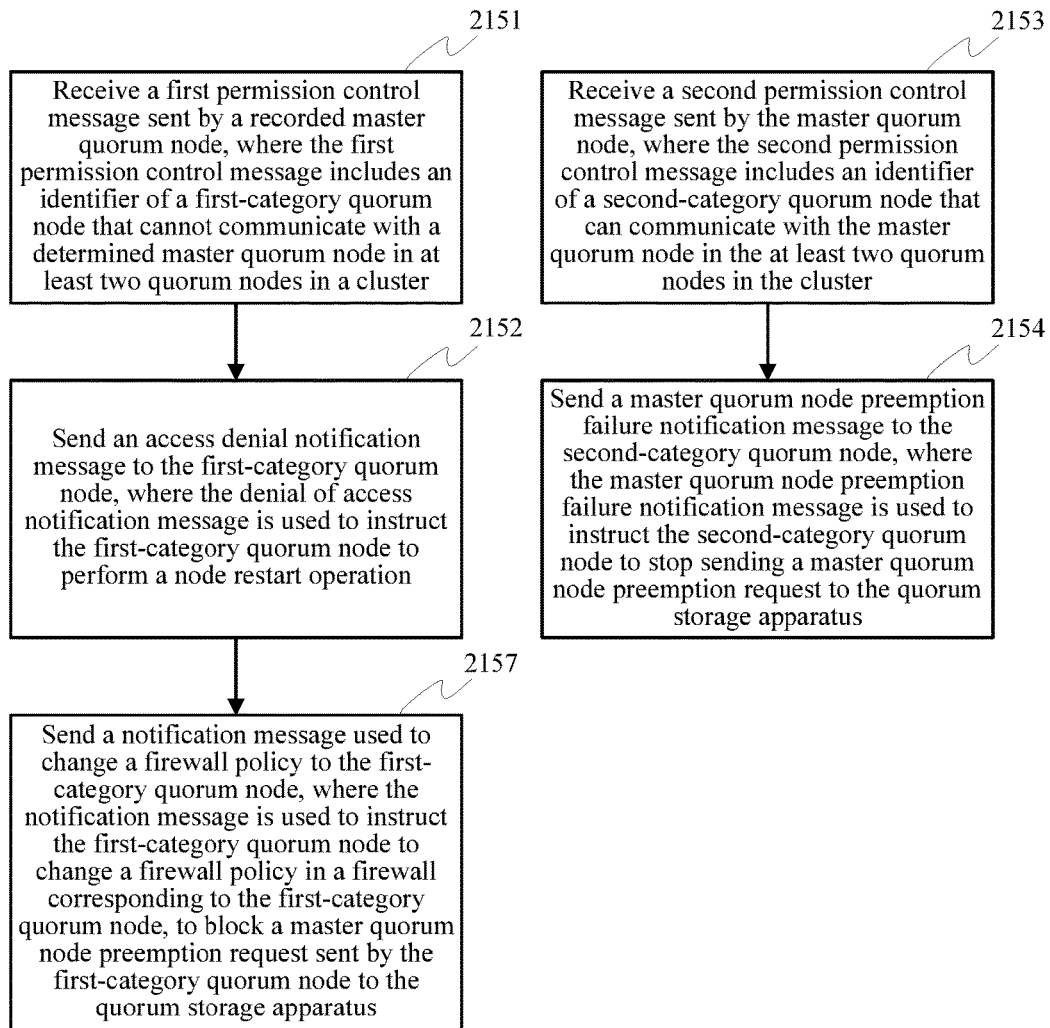 2151
Receive a first permission control
message sent by a recorded master
quorum node, where the first
permission control message includes an
identifier of a first-category quorum
node that cannot communicate with a
determined master quorum node in at
least two quorum nodes in a cluster
2152
Send an access denial notification
message to the first-category quorum
node, where the denial of access
notification message is used to instruct
the first-category quorum node to
perform a node restart operation
2157
Send a notification message used to
change a firewall policy to the first-
category quorum node, where the
notification message is used to instruct
the first-category quorum node to
change a firewall policy in a firewall
corresponding to the first-category
quorum node, to block a master quorum
node preemption request sent by the
first-category quorum node to the
quorum storage apparatus
2153
Receive a second permission control
message sent by the master quorum
node, where the second permission
control message includes an identifier
of a second-category quorum node that
can communicate with the master
quorum node in the at least two quorum
nodes in the cluster
2154
Send a master quorum node preemption
failure notification message to the
second-category quorum node, where
the master quorum node preemption
failure notification message is used to
instruct the second-category quorum
node to stop sending a master quorum
node preemption request to the quorum
storage apparatus